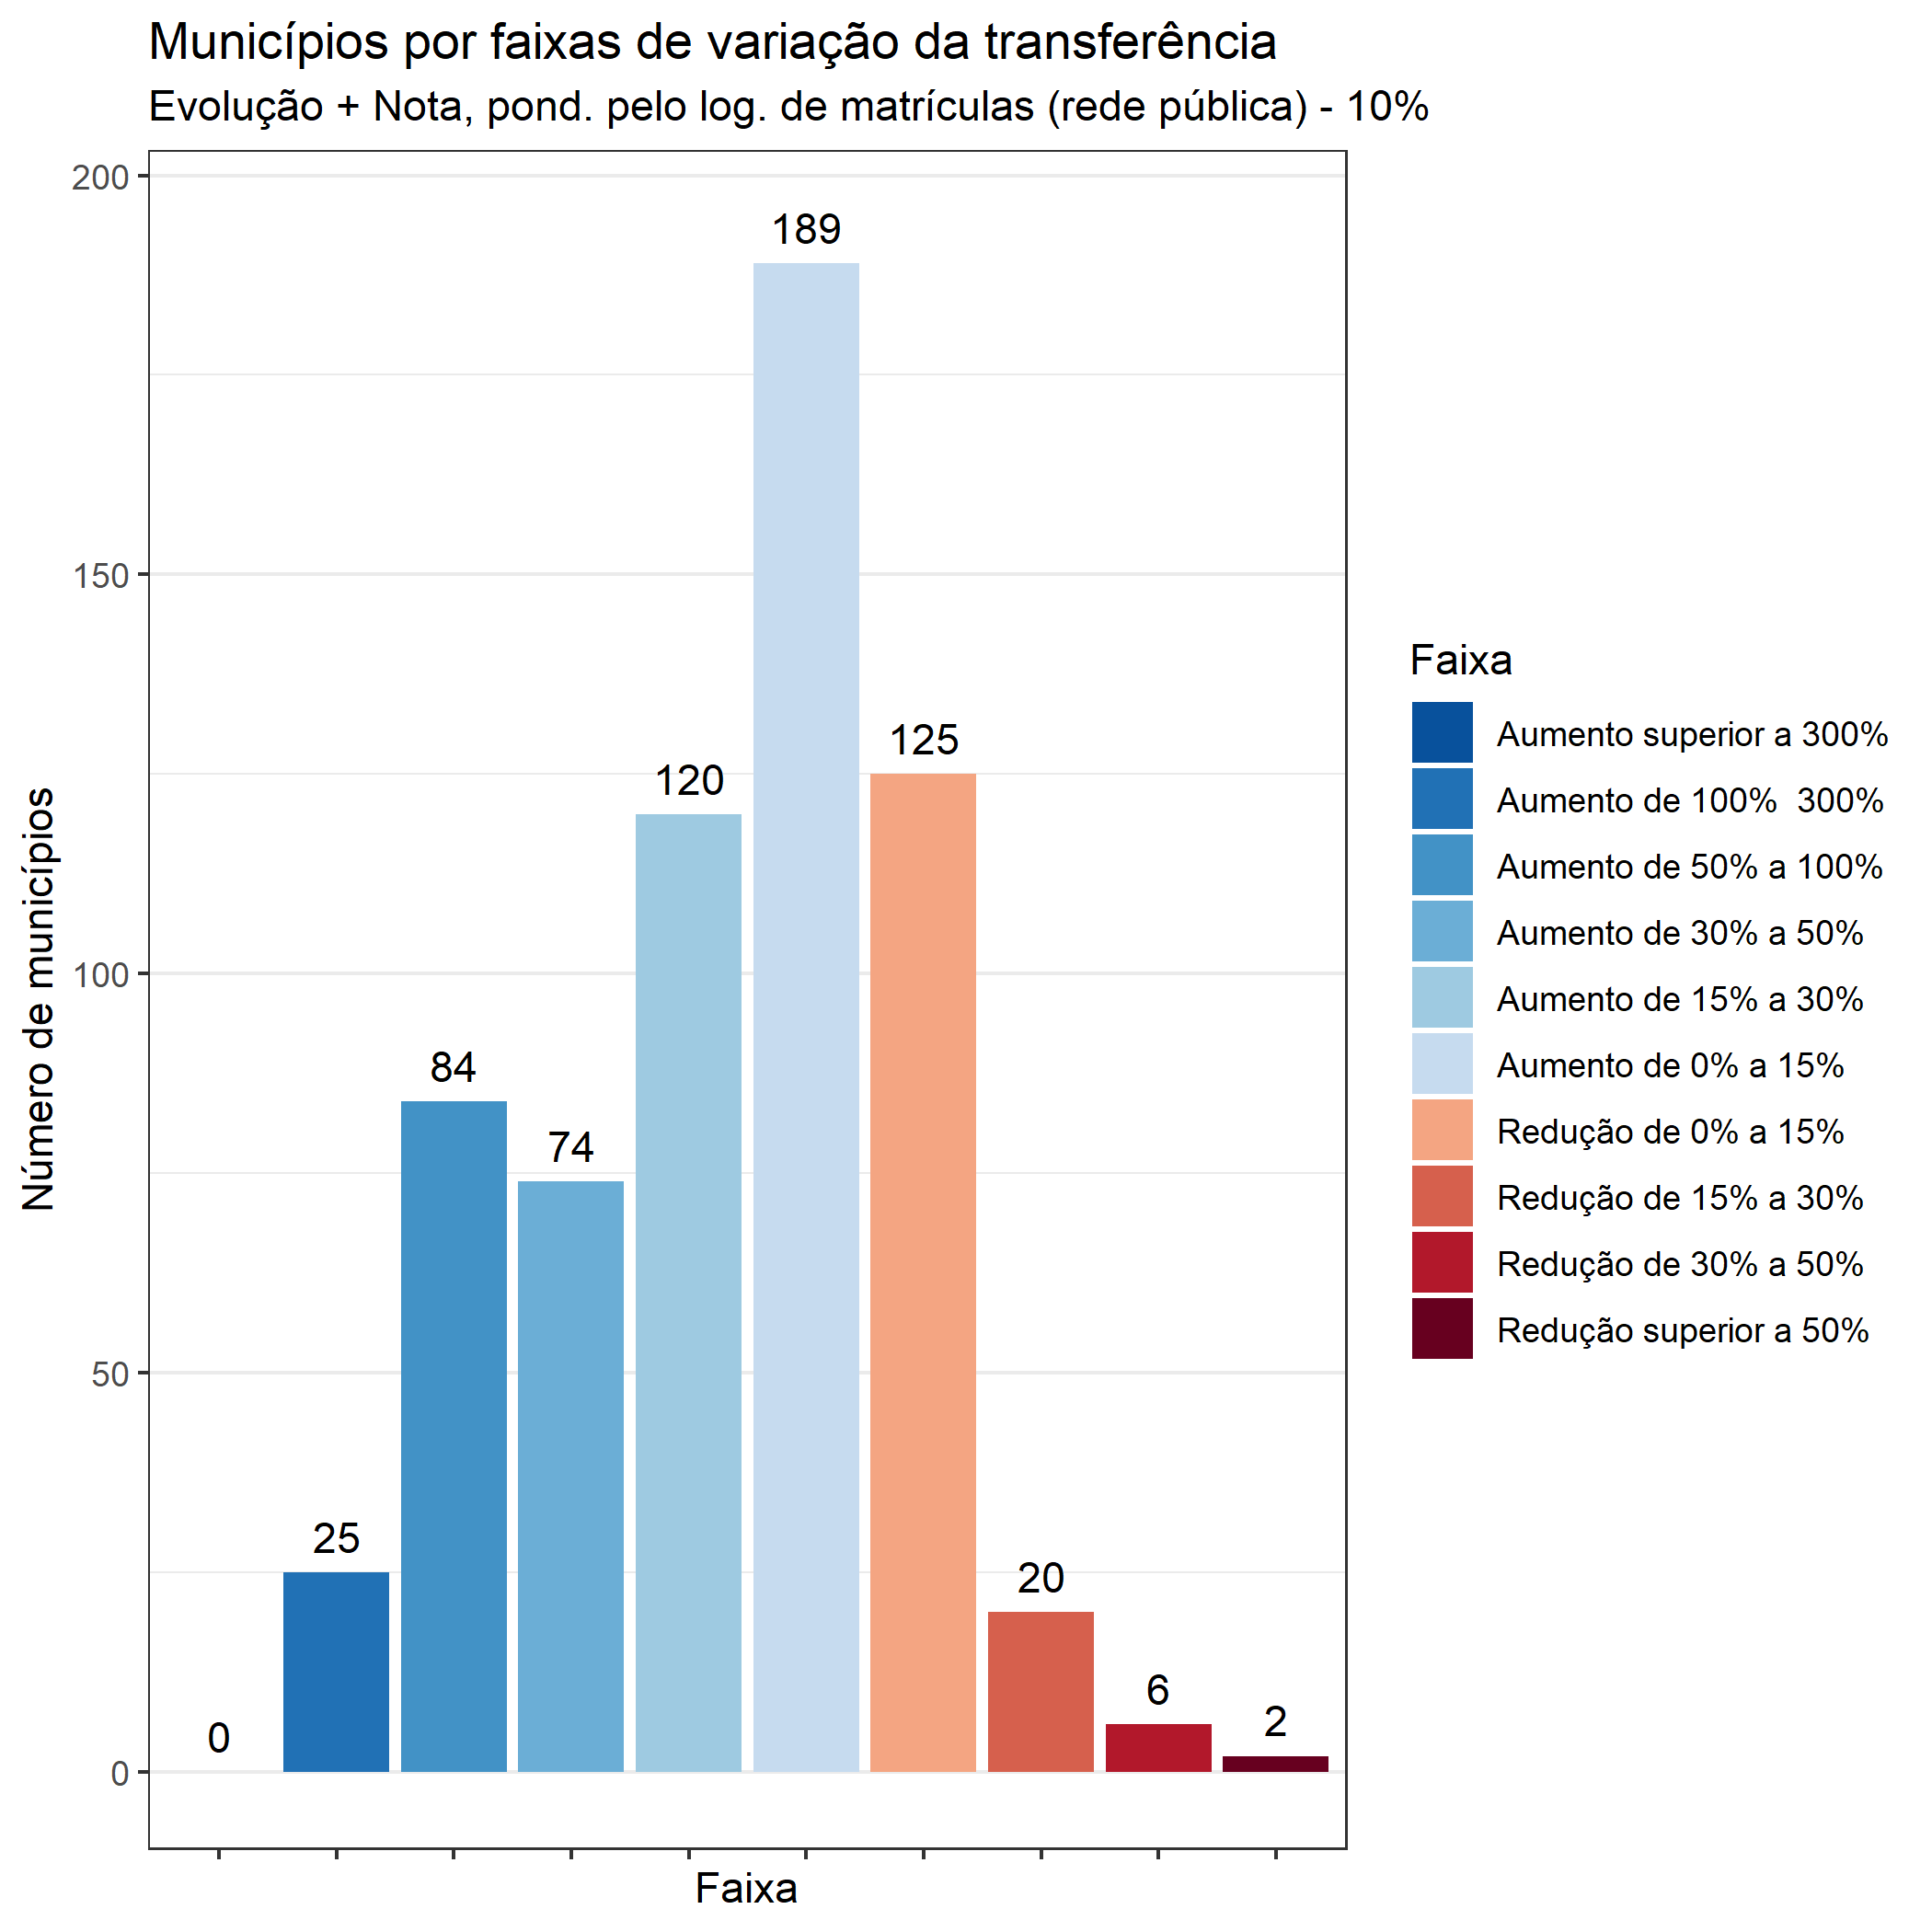 Municípios por faixas de variação da transferência
Evolução + Nota, pond. pelo log. de matrículas (rede pública) - 10%
Número de municípios
200
150
100
50
0
0
25
84
74
120
189
125
20
6
2
Faixa
Faixa
Aumento superior a 300%
Aumento de 100%  300%
Aumento de 50% a 100%
Aumento de 30% a 50%
Aumento de 15% a 30%
Aumento de 0% a 15%
Redução de 0% a 15%
Redução de 15% a 30%
Redução de 30% a 50%
Redução superior a 50%